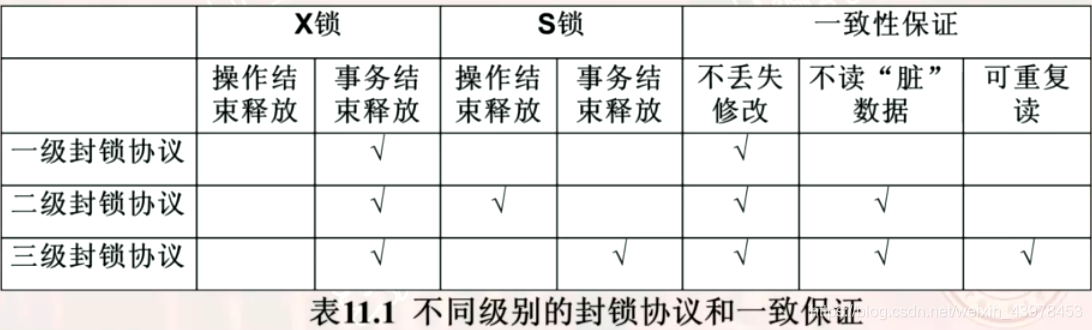 X锁 S锁 一致性保证
操作结 事务结 操作结 事务结 不丢失 不读“脏” 可重复
束释放 束释放 束释放 束释放 修改 数据 读
一级封锁协议 √ √
二级封锁协议 √ √ √ √
三级封锁协议 √ √ √ √ √
表11.1 不同级别的封锁协议和一致保证
https://blog.csdn.net/weixin_43978453